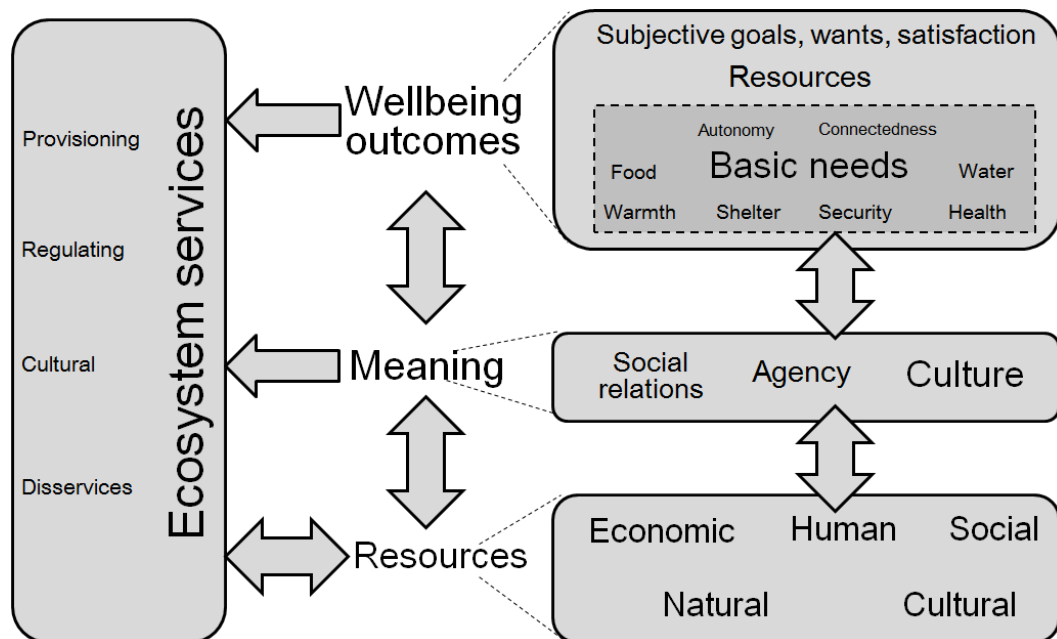 Ecosystem services
Provisioning
Regulating
Cultural
Disservices
Wellbeing
outcomes
Meaning
Resources
Subjective goals, wants, satisfaction
Resources
Autonomy Connectedness
Food Basic needs Water
Warmth Shelter Security Health
Social
relations
Agency
Culture
Economic Human Social
Natural Cultural